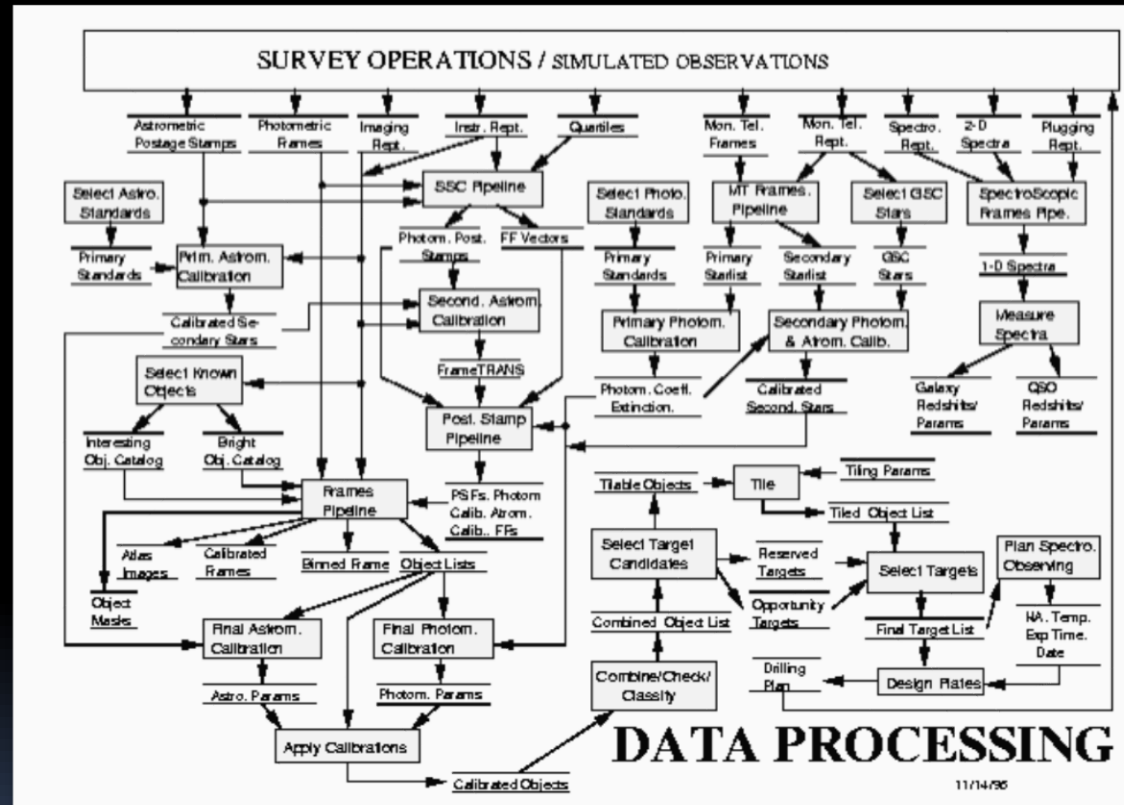 SURVEY OPERATIONS / SIMULATED OBSERVATIONS
Astrometric
Postage Stamps
Photometric
Frames
Imaging
Rept.
Instr. Rept.
Quartiles
Mon. Tel.
Frames
Mon. Tel.
Rept.
Spectro.
Rept.
2-D
Spectra
Plugging
Rept.
Select Astro.
Standards
SSC Pipeline
Select Photo.
Standards
MT Frames.
Pipeline
Select GSC
Stars
SpectroScopic
Frames Pipe.
Primary
Standards
Prim. Astrom.
Calibration
Photom. Post.
Stamps
FF Vectors
Primary
Standards
Primary
Starlist
Secondary
Starlist
GSC
Stars
1-D Spectra
Calibrated Se-
condary Stars
Second. Astrom.
Calibration
Primary Photom.
Calibration
Secondary Photom.
& Atrom. Calib.
Measure
Spectra
Select Known
Objects
FrameTRANS
Photom. Coeff.
Extinction.
Calibrated
Second. Stars
Galaxy
Redshifts/
Params
QSO
Redshifts/
Params
Interesting
Obj. Catalog
Bright
Obj. Catalog
Post. Stamp
Pipeline
Frames
Pipeline
PSFs. Photom
Calib. Atrom.
Calib.. FFs
Tilable Objects
Tile
Tiling Params
Tiled Object List
Atlas
Images
Calibrated
Frames
Binned Frame
Object Lists
Select Target
Candidates
Reserved
Targets
Select Targets
Plan Spectro.
Observing
Object
Masks
Final Astrom.
Calibration
Final Photom.
Calibration
Combined Object List
Opportunity
Targets
Final Target List
HA. Temp.
Exp Time.
Date
Astro. Params
Photom. Params
Combine/Check/
Classify
Drilling
Plan
Design Plates
Apply Calibrations
Calibrated Objects
DATA PROCESSING